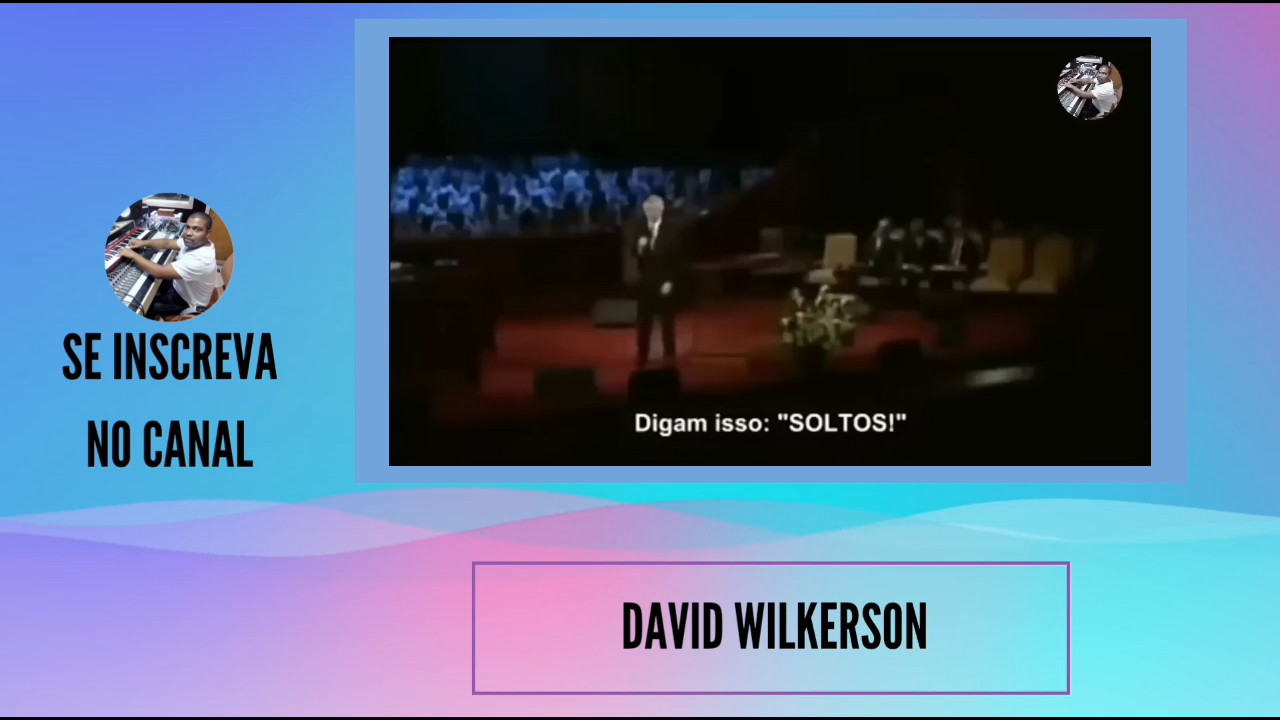 SE INSCREVA
NO CANAL
Digam isso: "SOLTOS!"
DAVID WILKERSON